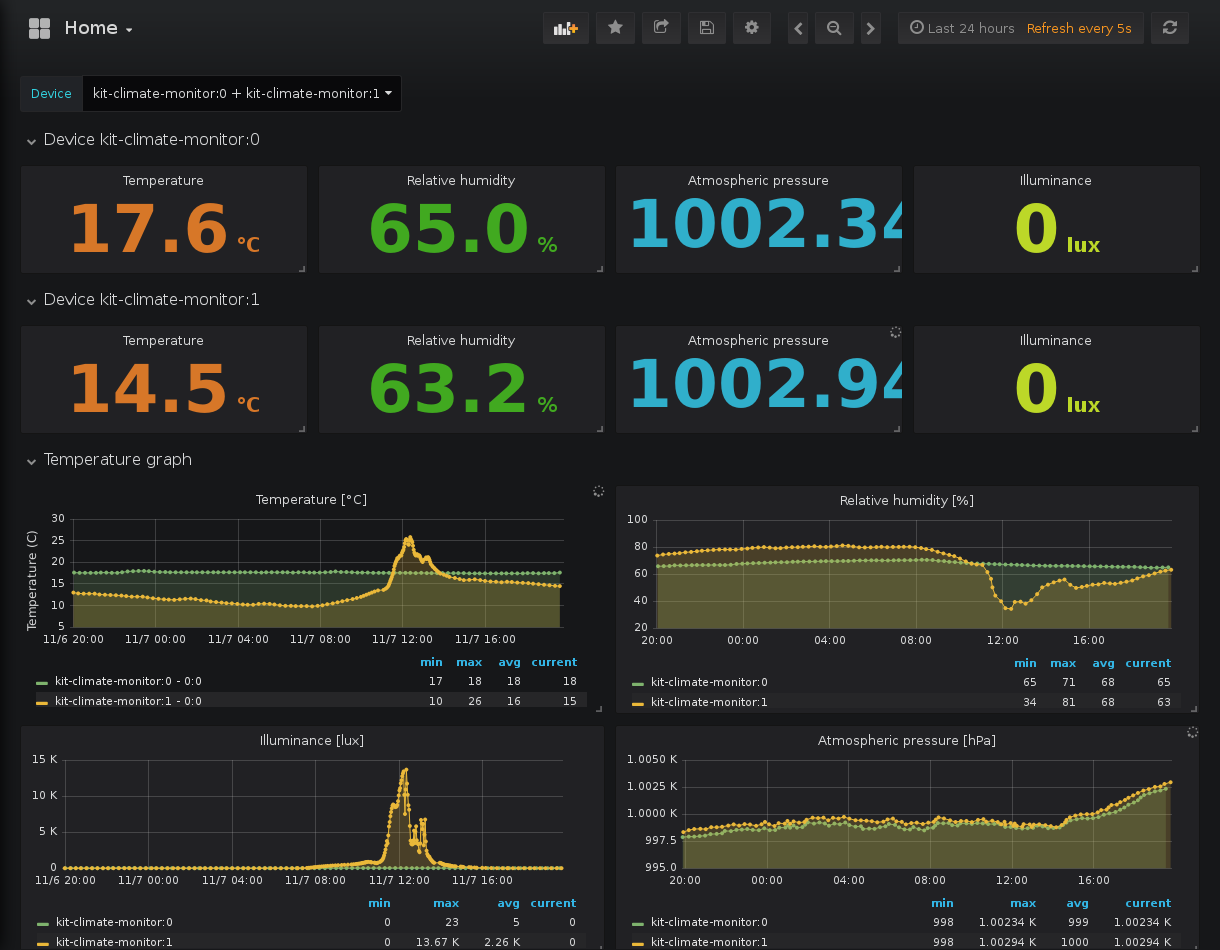 Home
Last 24 hours Refresh every 5s
Device kit-climate-monitor:0 + kit-climate-monitor:1
Device kit-climate-monitor:0
Temperature Relative humidity Atmospheric pressure Illuminance
17.6 °C 65.0 % 1002.34 0 lux
Device kit-climate-monitor:1
Temperature Relative humidity Atmospheric pressure Illuminance
14.5 °C 63.2 % 1002.94 0 lux
Temperature graph
Temperature [°C]
Temperature (C)
30
25
20
15
10
5
11/6 20:00 11/7 00:00 11/7 04:00 11/7 08:00 11/7 12:00 11/7 16:00
min max avg current
kit-climate-monitor:0 - 0:0 17 18 18 18
kit-climate-monitor:1 - 0:0 10 26 16 15
Relative humidity [%]
100
80
60
40
20
20:00 00:00 04:00 08:00 12:00 16:00
min max avg current
kit-climate-monitor:0 65 71 68 65
kit-climate-monitor:1 34 81 68 63
Illuminance [lux]
15 K
10 K
5 K
0
11/6 20:00 11/7 00:00 11/7 04:00 11/7 08:00 11/7 12:00 11/7 16:00
min max avg current
kit-climate-monitor:0 0 23 5 0
kit-climate-monitor:1 0 13.67 K 2.26 K 0
Atmospheric pressure [hPa]
1.0050 K
1.0025 K
1.0000 K
997.5
995.0
20:00 00:00 04:00 08:00 12:00 16:00
min max avg current
kit-climate-monitor:0 998 1.00234 K 999 1.00234 K
kit-climate-monitor:1 998 1.00294 K 1000 1.00294 K